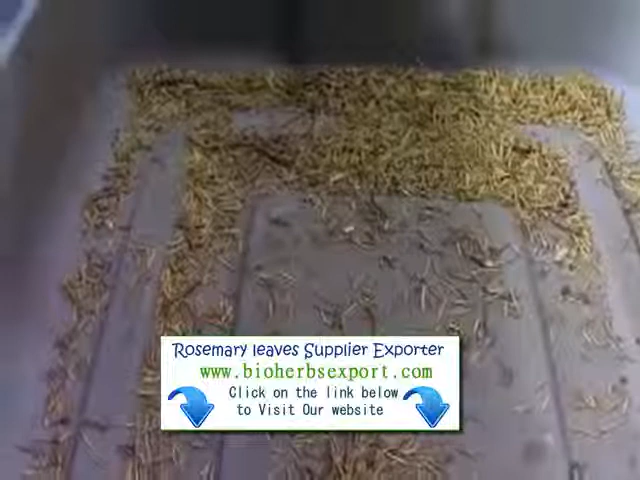 Rosemary leaves Supplier Exporter
www.bioherbsexport.com
Click on the link below
to Visit Our website